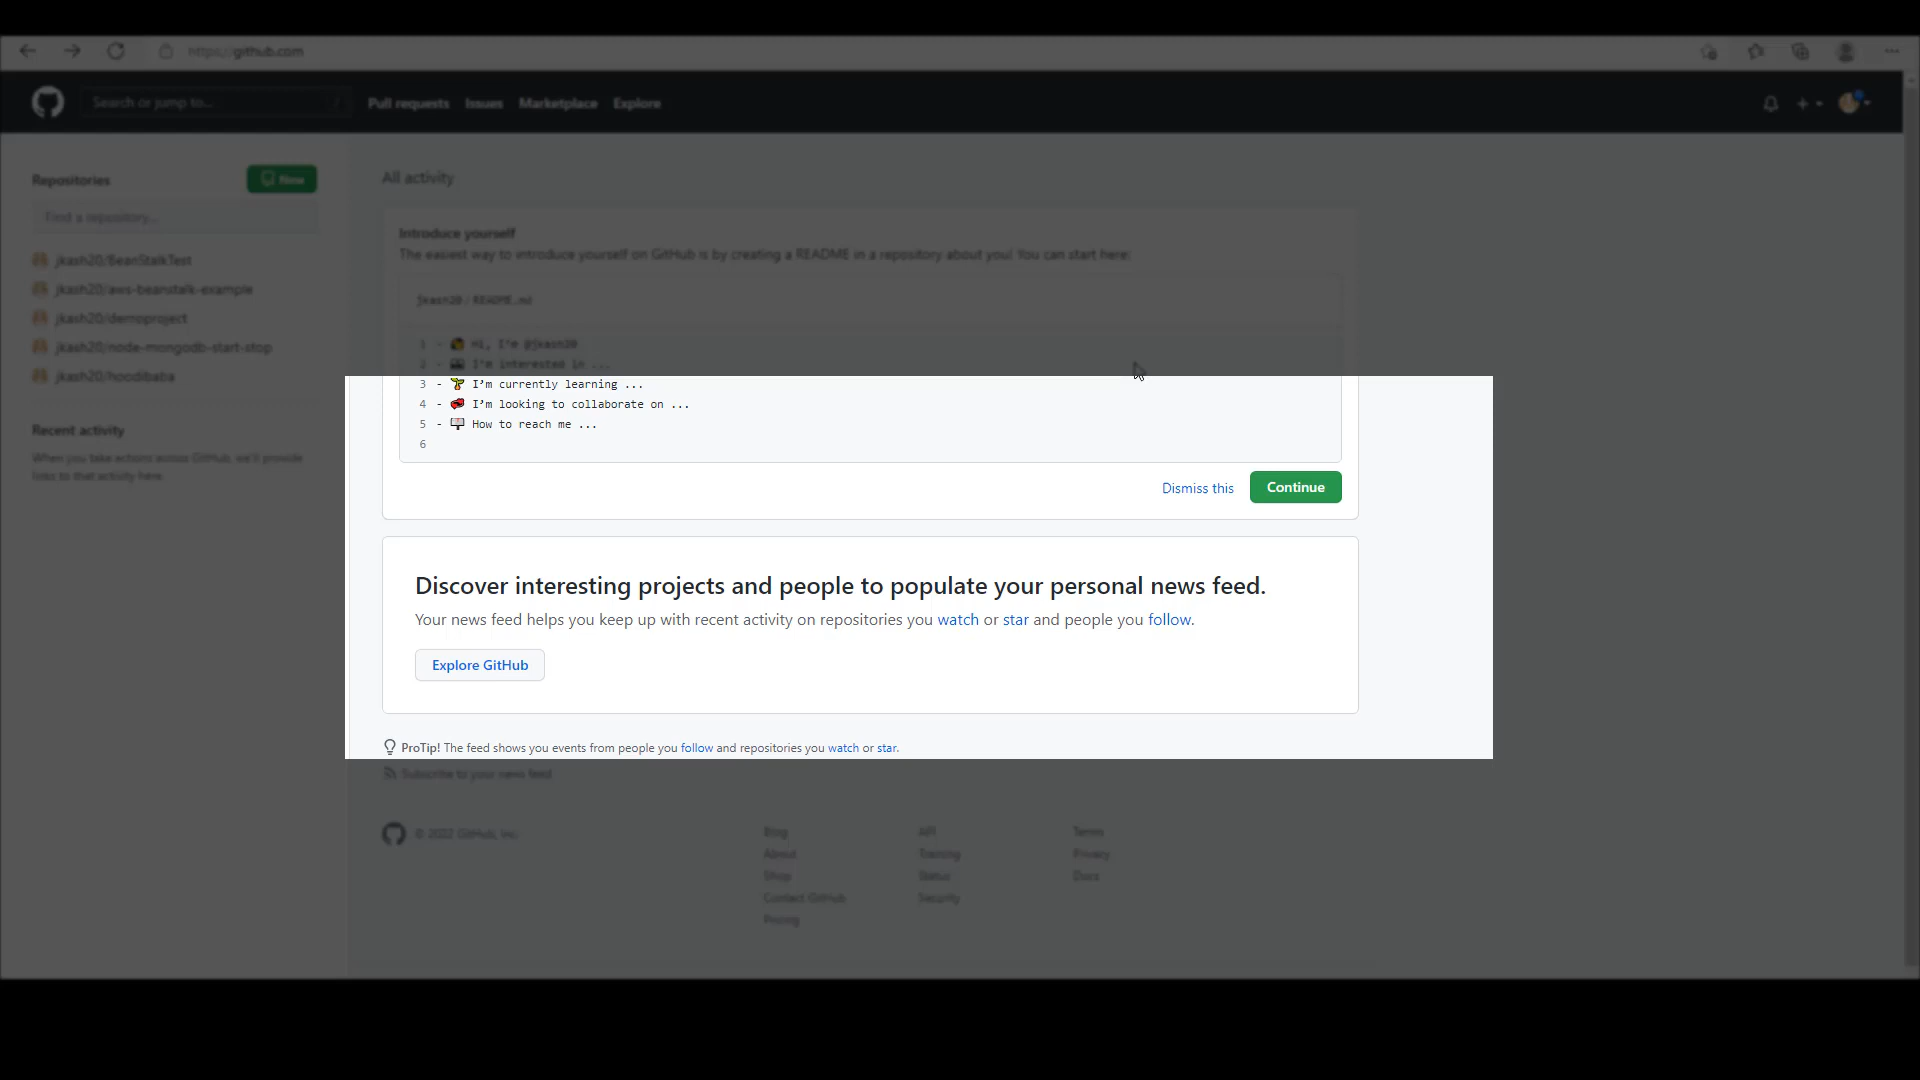 https://github.com
Search or jump to... /
Pull requests Issues Marketplace Explore
Repositories
New
Find a repository...
jkash20/BeanStalkTest
jkash20/aws-beanstalk-example
jkash20/demoproject
jkash20/node-mongodb-start-stop
jkash20/hoodibaba
Recent activity
When you take actions across GitHub, we'll provide
links to that activity here.
All activity
Introduce yourself
The easiest way to introduce yourself on GitHub is by creating a README in a repository about you! You can start here:
jkash20 / README.md
1 - 👋 Hi, I'm @jkash20
2 - 👀 I'm interested in ...
3 - 🌱 I'm currently learning ...
4 - 💞️ I'm looking to collaborate on ...
5 - 📫 How to reach me ...
6
Dismiss this Continue
Discover interesting projects and people to populate your personal news feed.
Your news feed helps you keep up with recent activity on repositories you watch or star and people you follow.
Explore GitHub
ProTip! The feed shows you events from people you follow and repositories you watch or star.
Subscribe to your news feed
© 2022 GitHub, Inc.
Blog
About
Shop
Contact GitHub
Pricing
API
Training
Status
Security
Terms
Privacy
Docs